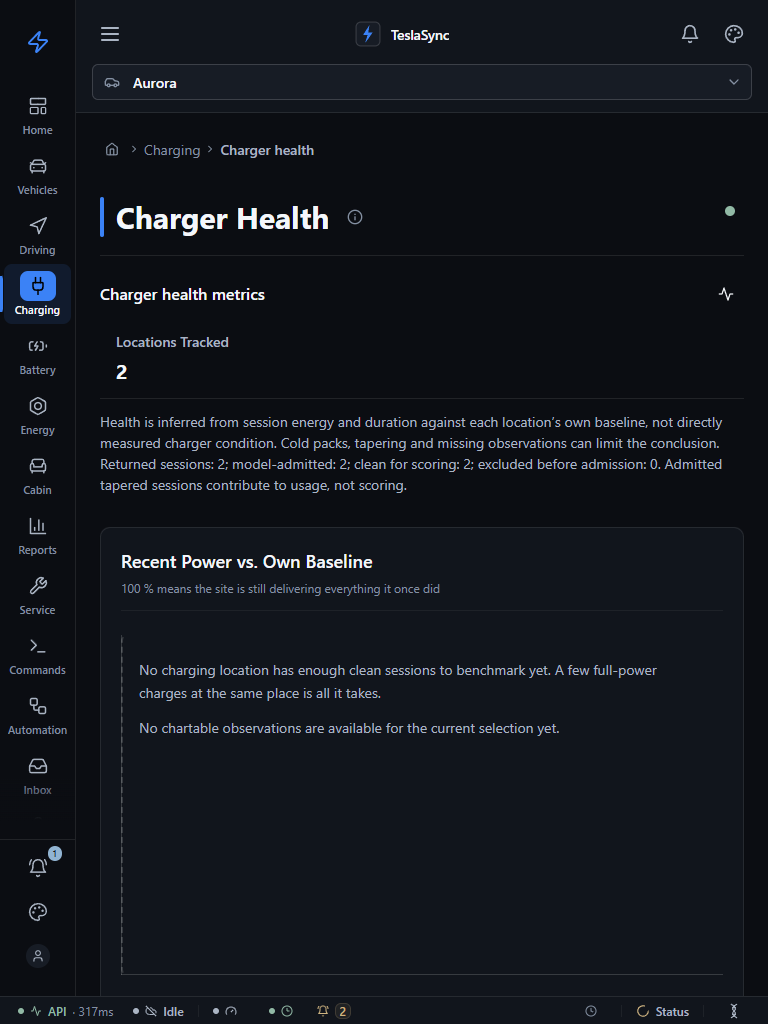 TeslaSync
Aurora
Home
Vehicles
Driving
Charging
Battery
Energy
Cabin
Reports
Service
Commands
Automation
Inbox
1
Charging
Charger health
Charger Health
Charger health metrics
Locations Tracked
2
Health is inferred from session energy and duration against each location’s own baseline, not directly
measured charger condition. Cold packs, tapering and missing observations can limit the conclusion.
Returned sessions: 2; model-admitted: 2; clean for scoring: 2; excluded before admission: 0. Admitted
tapered sessions contribute to usage, not scoring.
Recent Power vs. Own Baseline
100 % means the site is still delivering everything it once did
No charging location has enough clean sessions to benchmark yet. A few full-power
charges at the same place is all it takes.
No chartable observations are available for the current selection yet.
API · 317ms
Idle
2
Status